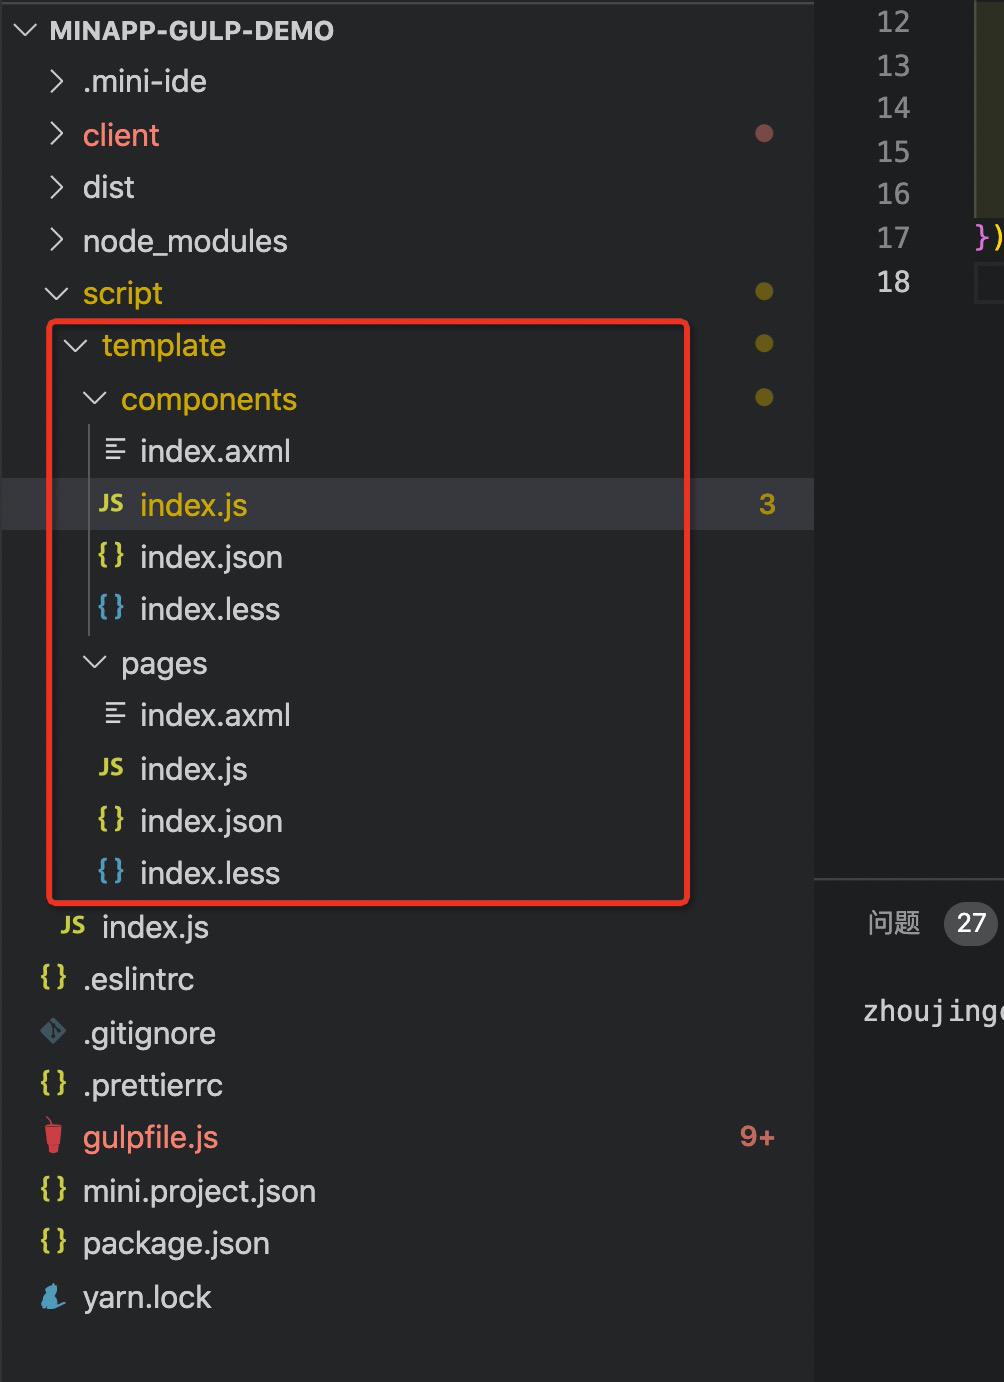 MINAPP-GULP-DEMO
.mini-ide
client
dist
node_modules
script
template
components
index.axml
JS index.js 3
{} index.json
{} index.less
pages
index.axml
JS index.js
{} index.json
{} index.less
JS index.js
{} .eslintrc
.gitignore
{} .prettierrc
gulpfile.js 9+
{} mini.project.json
{} package.json
yarn.lock
12
13
14
15
16
17 })
18
问题 27